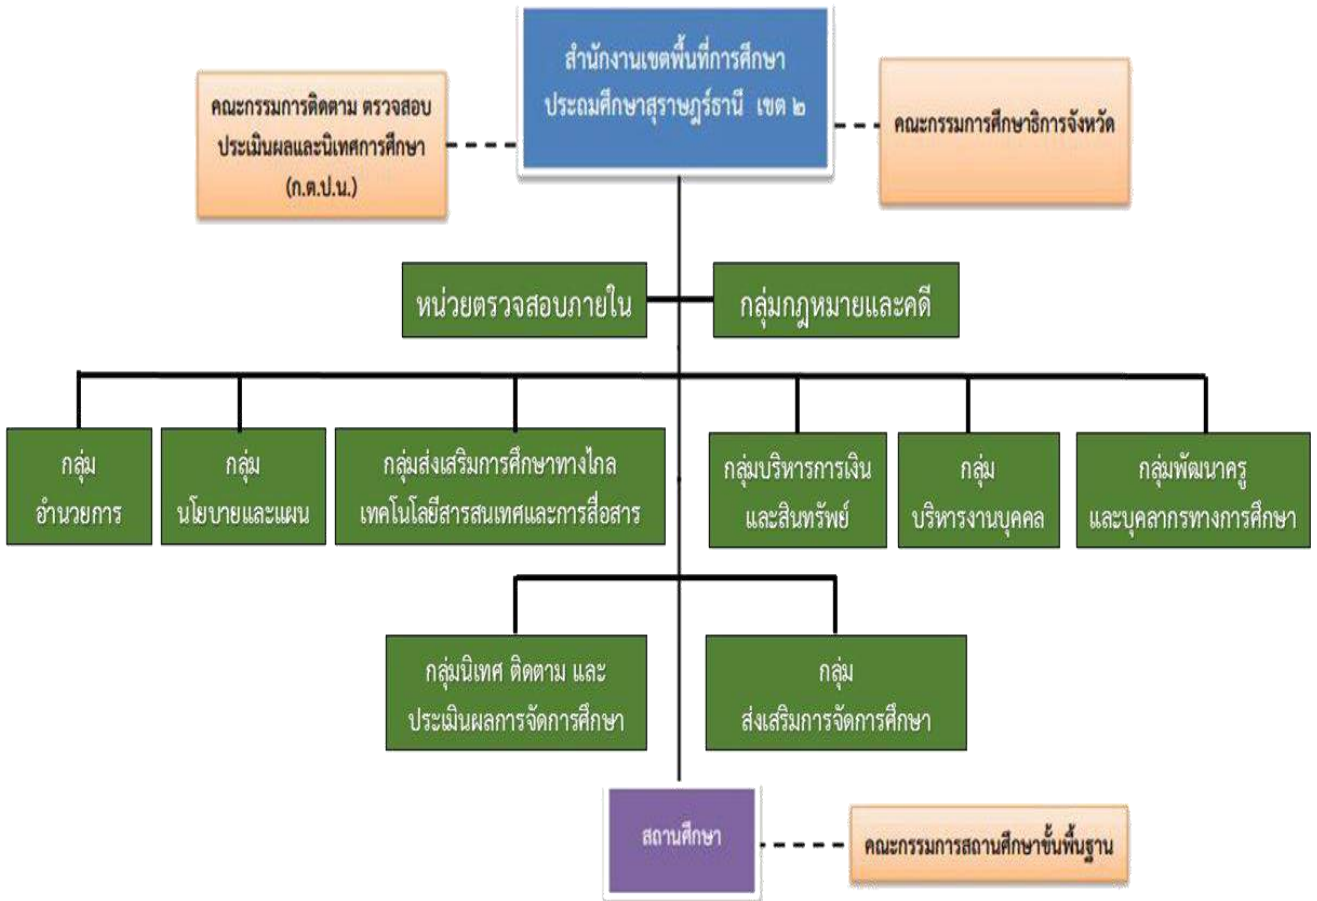 สำนักงานเขตพื้นที่การศึกษา
ประถมศึกษาสุราษฎร์ธานี เขต ๒
คณะกรรมการติดตาม ตรวจสอบ
ประเมินผลและนิเทศการศึกษา
(ก.ต.ป.น.)
คณะกรรมการศึกษาธิการจังหวัด
หน่วยตรวจสอบภายใน
กลุ่มกฎหมายและคดี
กลุ่ม
อำนวยการ
กลุ่ม
นโยบายและแผน
กลุ่มส่งเสริมการศึกษาทางไกล
เทคโนโลยีสารสนเทศและการสื่อสาร
กลุ่มบริหารการเงิน
และสินทรัพย์
กลุ่ม
บริหารงานบุคคล
กลุ่มพัฒนาครู
และบุคลากรทางการศึกษา
กลุ่มนิเทศ ติดตาม และ
ประเมินผลการจัดการศึกษา
กลุ่ม
ส่งเสริมการจัดการศึกษา
สถานศึกษา
คณะกรรมการสถานศึกษาขั้นพื้นฐาน